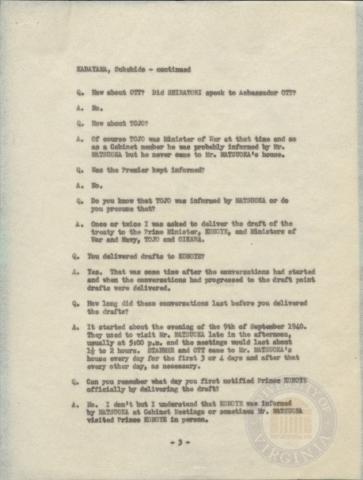 KABAYAMA, Sukehide - continued
Q. How about OTT? Did SHIRATORI speak to Ambassador OTT?
A. No.
Q. How about TOJO?
A. Of course TOJO was Minister of War at that time and so
as a Cabinet member he was probably informed by Mr.
MATSUOKA but he never came to Mr. MATSUOKA's house.
Q. Was the Premier kept informed?
A. No.
Q. Do you know that TOJO was informed by MATSUOKA or do
you presume that?
A. Once or twice I was asked to deliver the draft of the
treaty to the Prime Minister, KONOYE, and Ministers of
War and Navy, TOJO and OIKAWA.
Q. You delivered drafts to KONOYE?
A. Yes. That was some time after the conversations had started
and when the conversations had progressed to the draft point
drafts were delivered.
Q. How long did these conversations last before you delivered
the drafts?
A. It started about the evening of the 9th of September 1940.
They used to visit Mr. MATSUOKA late in the afternoon,
usually at 5:00 p.m. and the meetings would last about
1½ to 2 hours. STAHMER and OTT came to Mr. MATSUOKA's
house every day for the first 3 or 4 days and after that
every other day, as necessary.
Q. Can you remember what day you first notified Prince KONOYE
officially by delivering the draft?
A. No. I don't but I understand that KONOYE was informed
by MATSUOKA at Cabinet Meetings or sometimes Mr. MATSUOKA
visited Prince KONOYE in person.
- 3 -
VIRGINIA